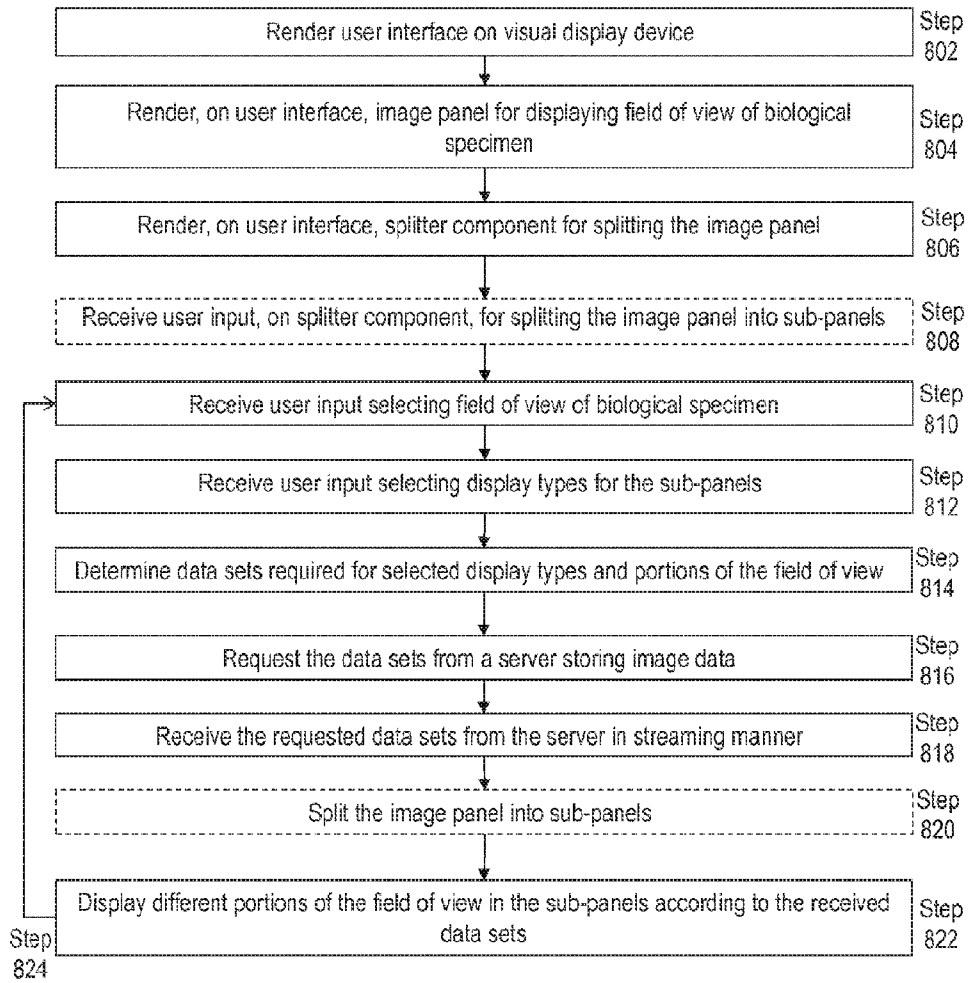 Render user interface on visual display device
Step
802
Render, on user interface, image panel for displaying field of view of biological
specimen
Step
804
Render, on user interface, splitter component for splitting the image panel
Step
806
Receive user input, on splitter component, for splitting the image panel into sub-panels
Step
808
Receive user input selecting field of view of biological specimen
Step
810
Receive user input selecting display types for the sub-panels
Step
812
Determine data sets required for selected display types and portions of the field of view
Step
814
Request the data sets from a server storing image data
Step
816
Receive the requested data sets from the server in streaming manner
Step
818
Split the image panel into sub-panels
Step
820
Display different portions of the field of view in the sub-panels according to the received
data sets
Step
822
Step
824